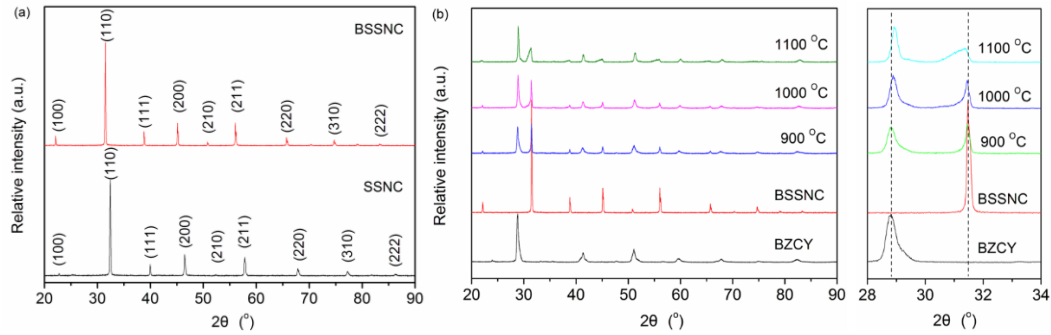 (a)
BSSNC
(100)
(110)
(111)
(200)
(210)
(211)
(220)
(310)
(222)
SSNC
(100)
(110)
(111)
(200)
(210)
(211)
(220)
(310)
(222)
Relative intensity (a.u.)
20 30 40 50 60 70 80 90
2θ (°)
(b)
1100 °C
1000 °C
900 °C
BSSNC
BZCY
Relative intensity (a.u.)
20 30 40 50 60 70 80 90
2θ (°)
1100 °C
1000 °C
900 °C
BSSNC
BZCY
28 30 32 34
2θ (°)